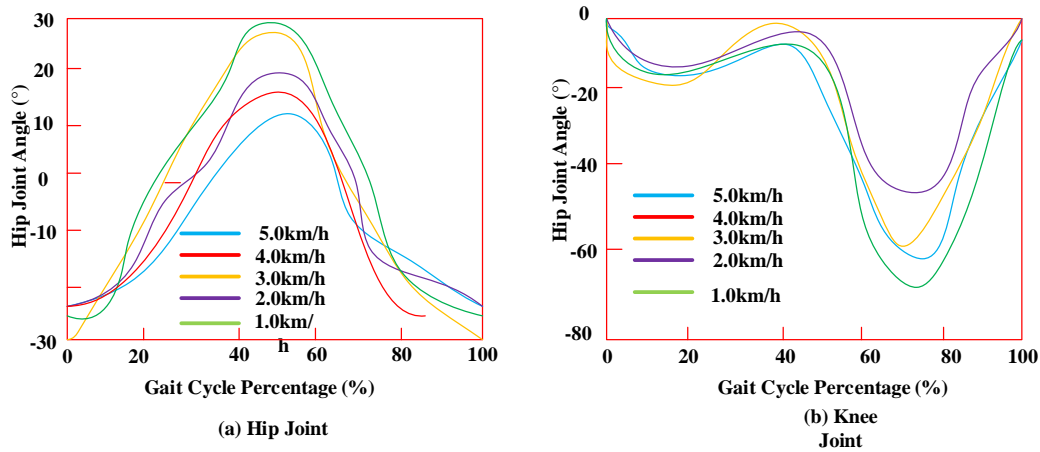 30
20
10
0
-10
-30
Hip Joint Angle (°)
5.0km/h
4.0km/h
3.0km/h
2.0km/h
1.0km/
h
0
20
40
60
80
100
Gait Cycle Percentage (%)
(a) Hip Joint
0
-20
-40
-60
-80
Hip Joint Angle (°)
5.0km/h
4.0km/h
3.0km/h
2.0km/h
1.0km/h
0
20
40
60
80
100
Gait Cycle Percentage (%)
(b) Knee
Joint